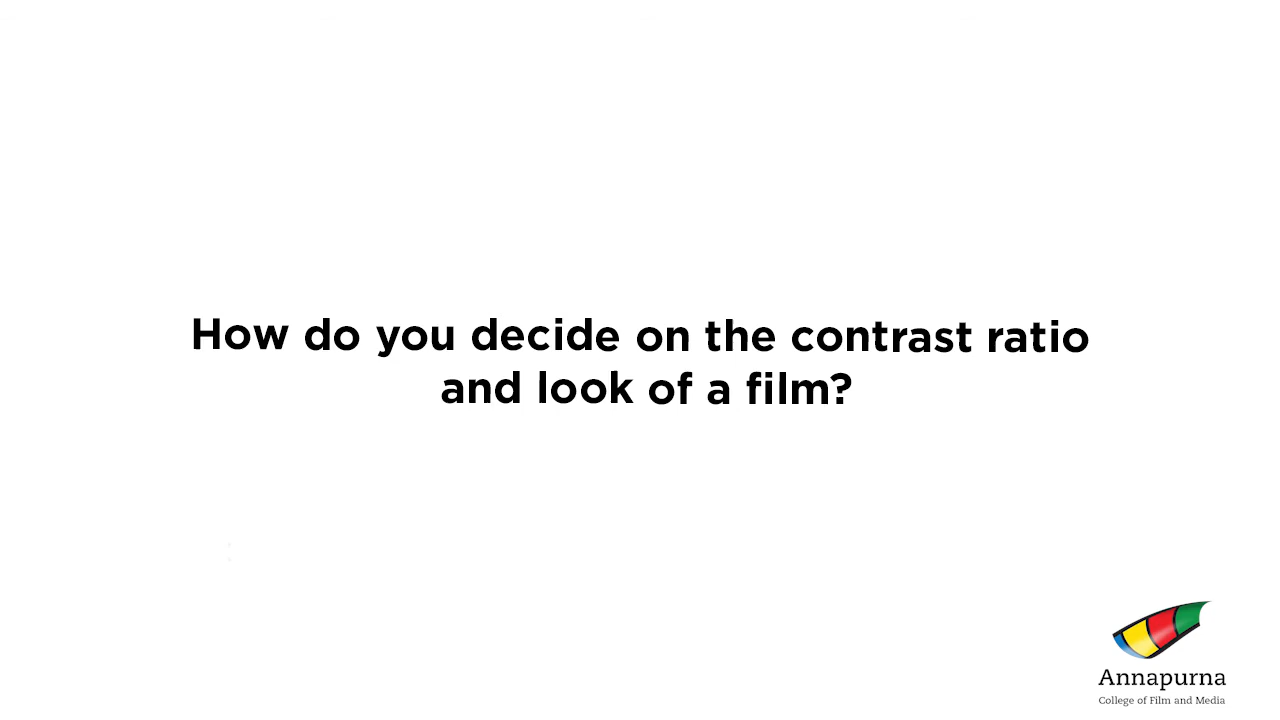 How do you decide on the contrast ratio
and look of a film?
Annapurna
College of Film and Media